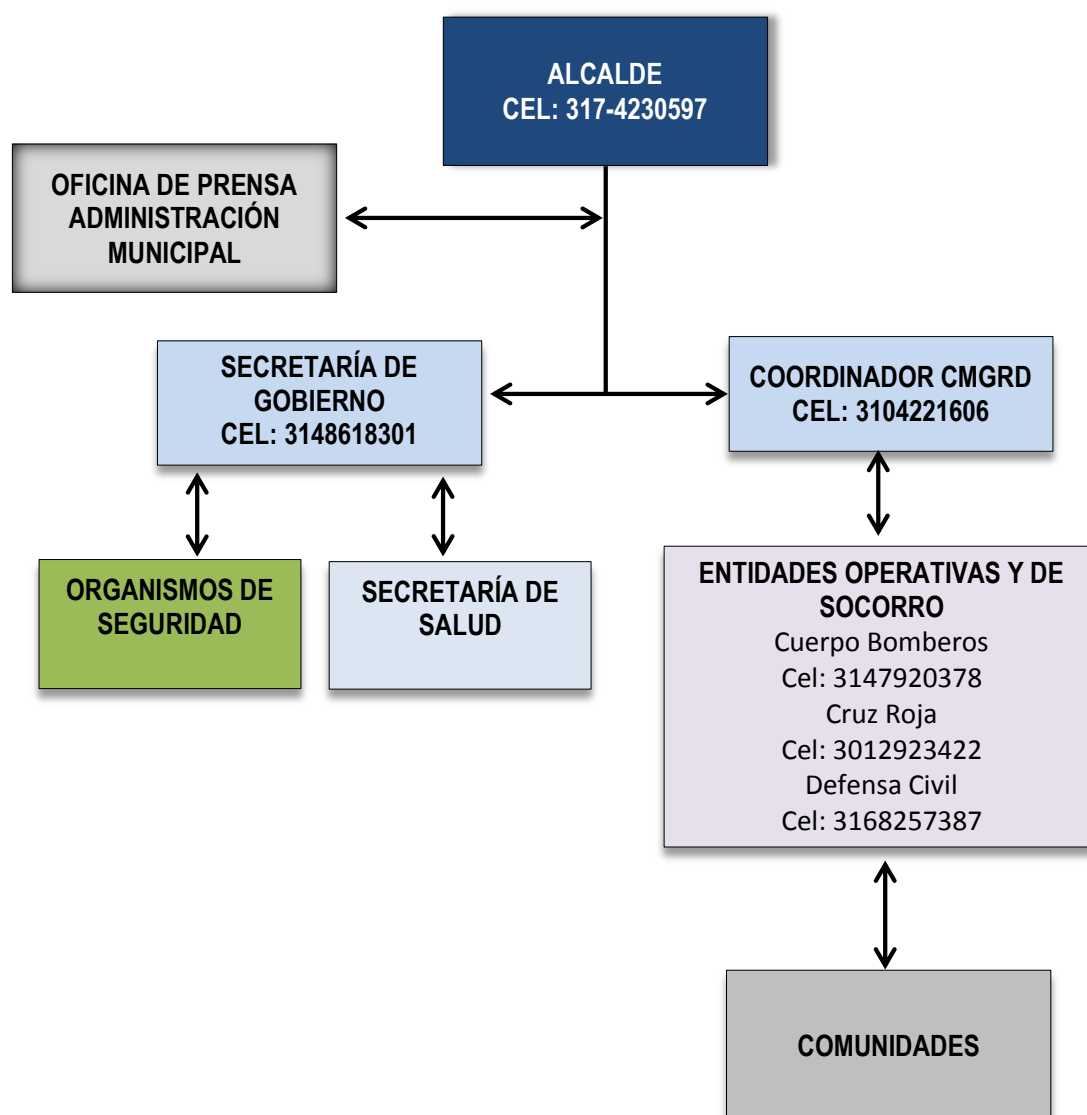 ALCALDE
CEL: 317-4230597
OFICINA DE PRENSA
ADMINISTRACIÓN
MUNICIPAL
SECRETARÍA DE
GOBIERNO
CEL: 3148618301
COORDINADOR CMGRD
CEL: 3104221606
ORGANISMOS DE
SEGURIDAD
SECRETARÍA DE
SALUD
ENTIDADES OPERATIVAS Y DE
SOCORRO
Cuerpo Bomberos
Cel: 3147920378
Cruz Roja
Cel: 3012923422
Defensa Civil
Cel: 3168257387
COMUNIDADES